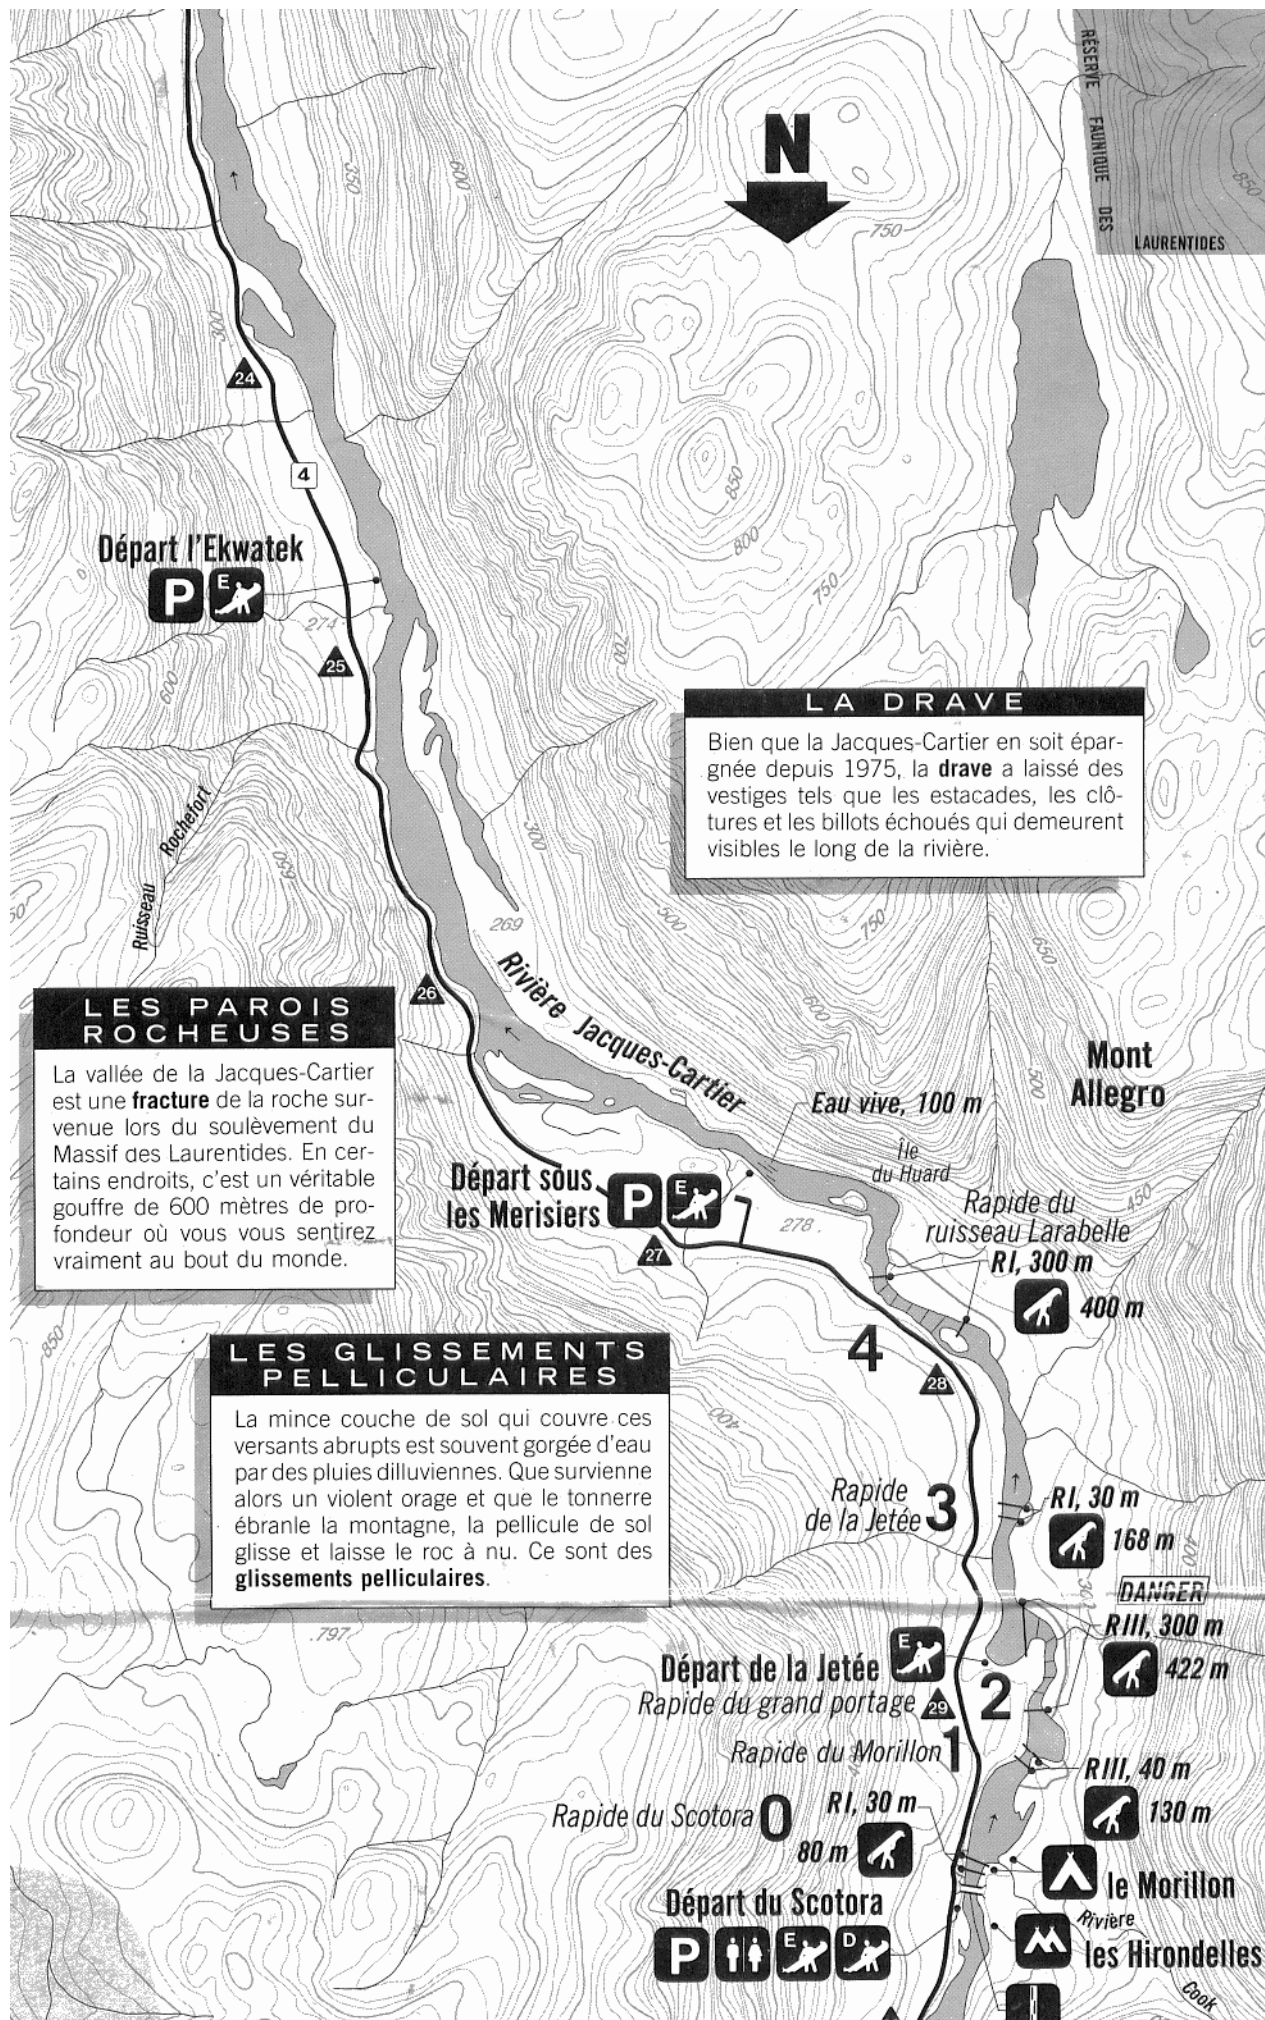 RÉSERVE FAUNIQUE DES
LAURENTIDES
N
350
600
850
750
300
24
4
850
800
750
700
Départ l'Ekwatek
P E
274
25
600
LA DRAVE
Bien que la Jacques-Cartier en soit épar-
gnée depuis 1975, la drave a laissé des
vestiges tels que les estacades, les clô-
tures et les billots échoués qui demeurent
visibles le long de la rivière.
Ruisseau Rochefort
650
300
269
500
750
650
600
500
26
Rivière Jacques-Cartier
LES PAROIS
ROCHEUSES
La vallée de la Jacques-Cartier
est une fracture de la roche sur-
venue lors du soulèvement du
Massif des Laurentides. En cer-
tains endroits, c'est un véritable
gouffre de 600 mètres de pro-
fondeur où vous vous sentirez
vraiment au bout du monde.
Mont
Allegro
Eau vive, 100 m
Île
du Huard
Départ sous
les Merisiers
P E
27
278
450
Rapide du
ruisseau Larabelle
RI, 300 m
400 m
4
28
850
LES GLISSEMENTS
PELLICULAIRES
La mince couche de sol qui couvre ces
versants abrupts est souvent gorgée d'eau
par des pluies dilluviennes. Que survienne
alors un violent orage et que le tonnerre
ébranle la montagne, la pellicule de sol
glisse et laisse le roc à nu. Ce sont des
glissements pelliculaires.
400
Rapide
de la Jetée
3
RI, 30 m
168 m
400
DANGER
RIII, 300 m
422 m
797
Départ de la Jetée
E
Rapide du grand portage
29
2
Rapide du Morillon
1
RIII, 40 m
130 m
Rapide du Scotora
0
RI, 30 m
80 m
le Morillon
Départ du Scotora
P E D
Rivière
les Hirondelles
Cook